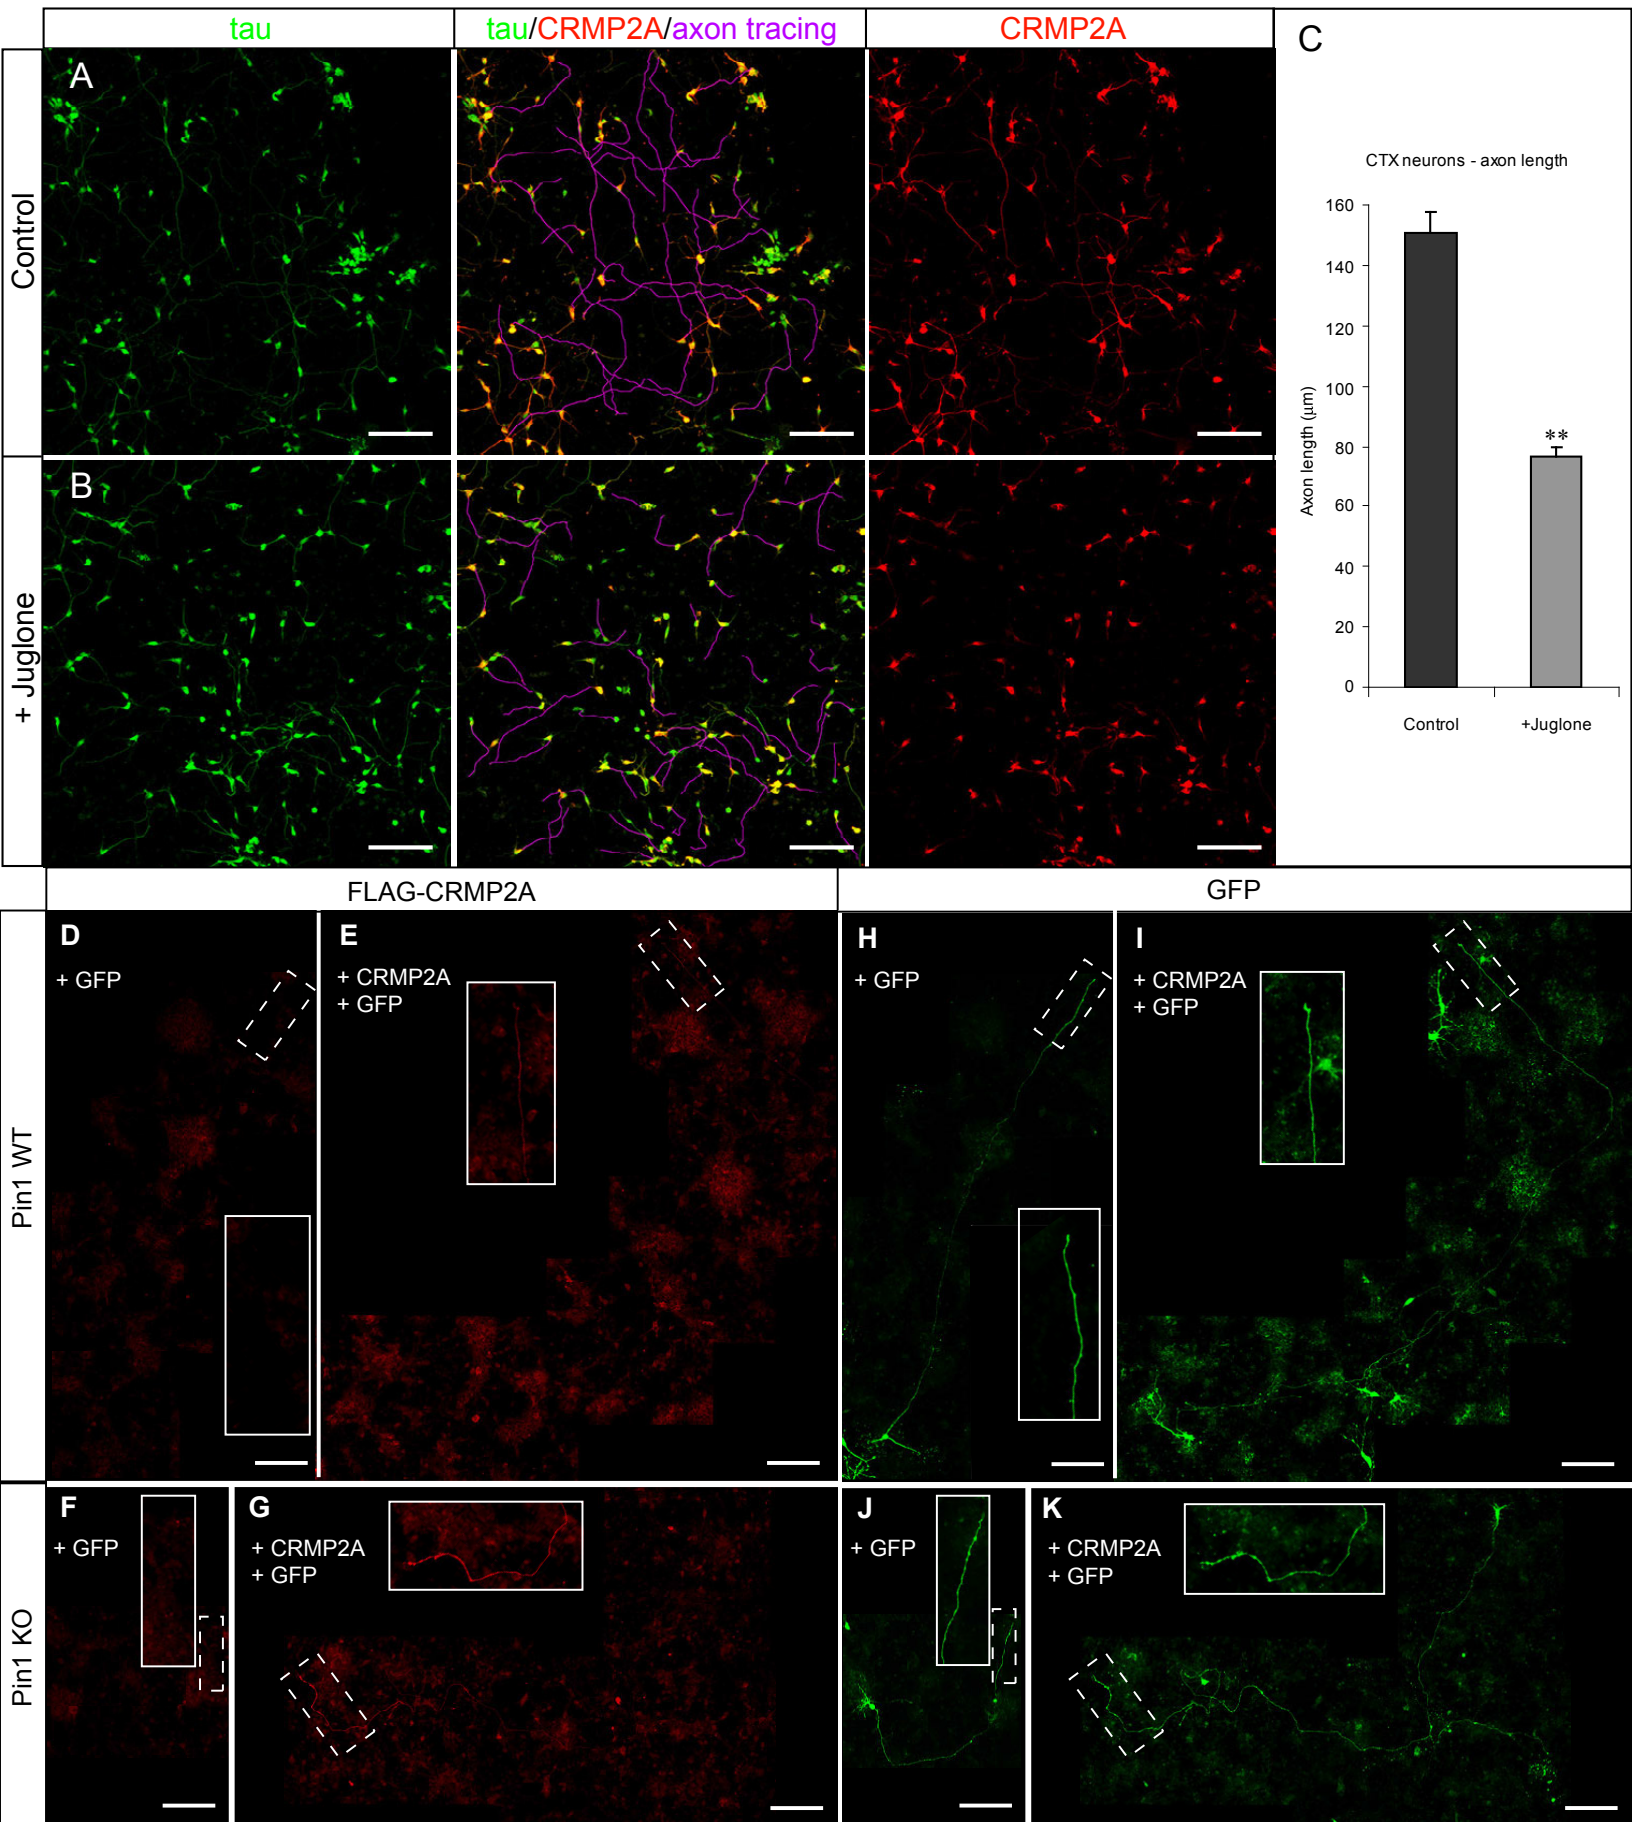 tau
tau/CRMP2A/axon tracing
CRMP2A
Control
A
+ Juglone
B
C
CTX neurons - axon length
Axon length (µm)
160
140
120
100
80
60
40
20
0
**
Control
+Juglone
FLAG-CRMP2A
GFP
Pin1 WT
D
+ GFP
E
+ CRMP2A
+ GFP
H
+ GFP
I
+ CRMP2A
+ GFP
Pin1 KO
F
+ GFP
G
+ CRMP2A
+ GFP
J
+ GFP
K
+ CRMP2A
+ GFP